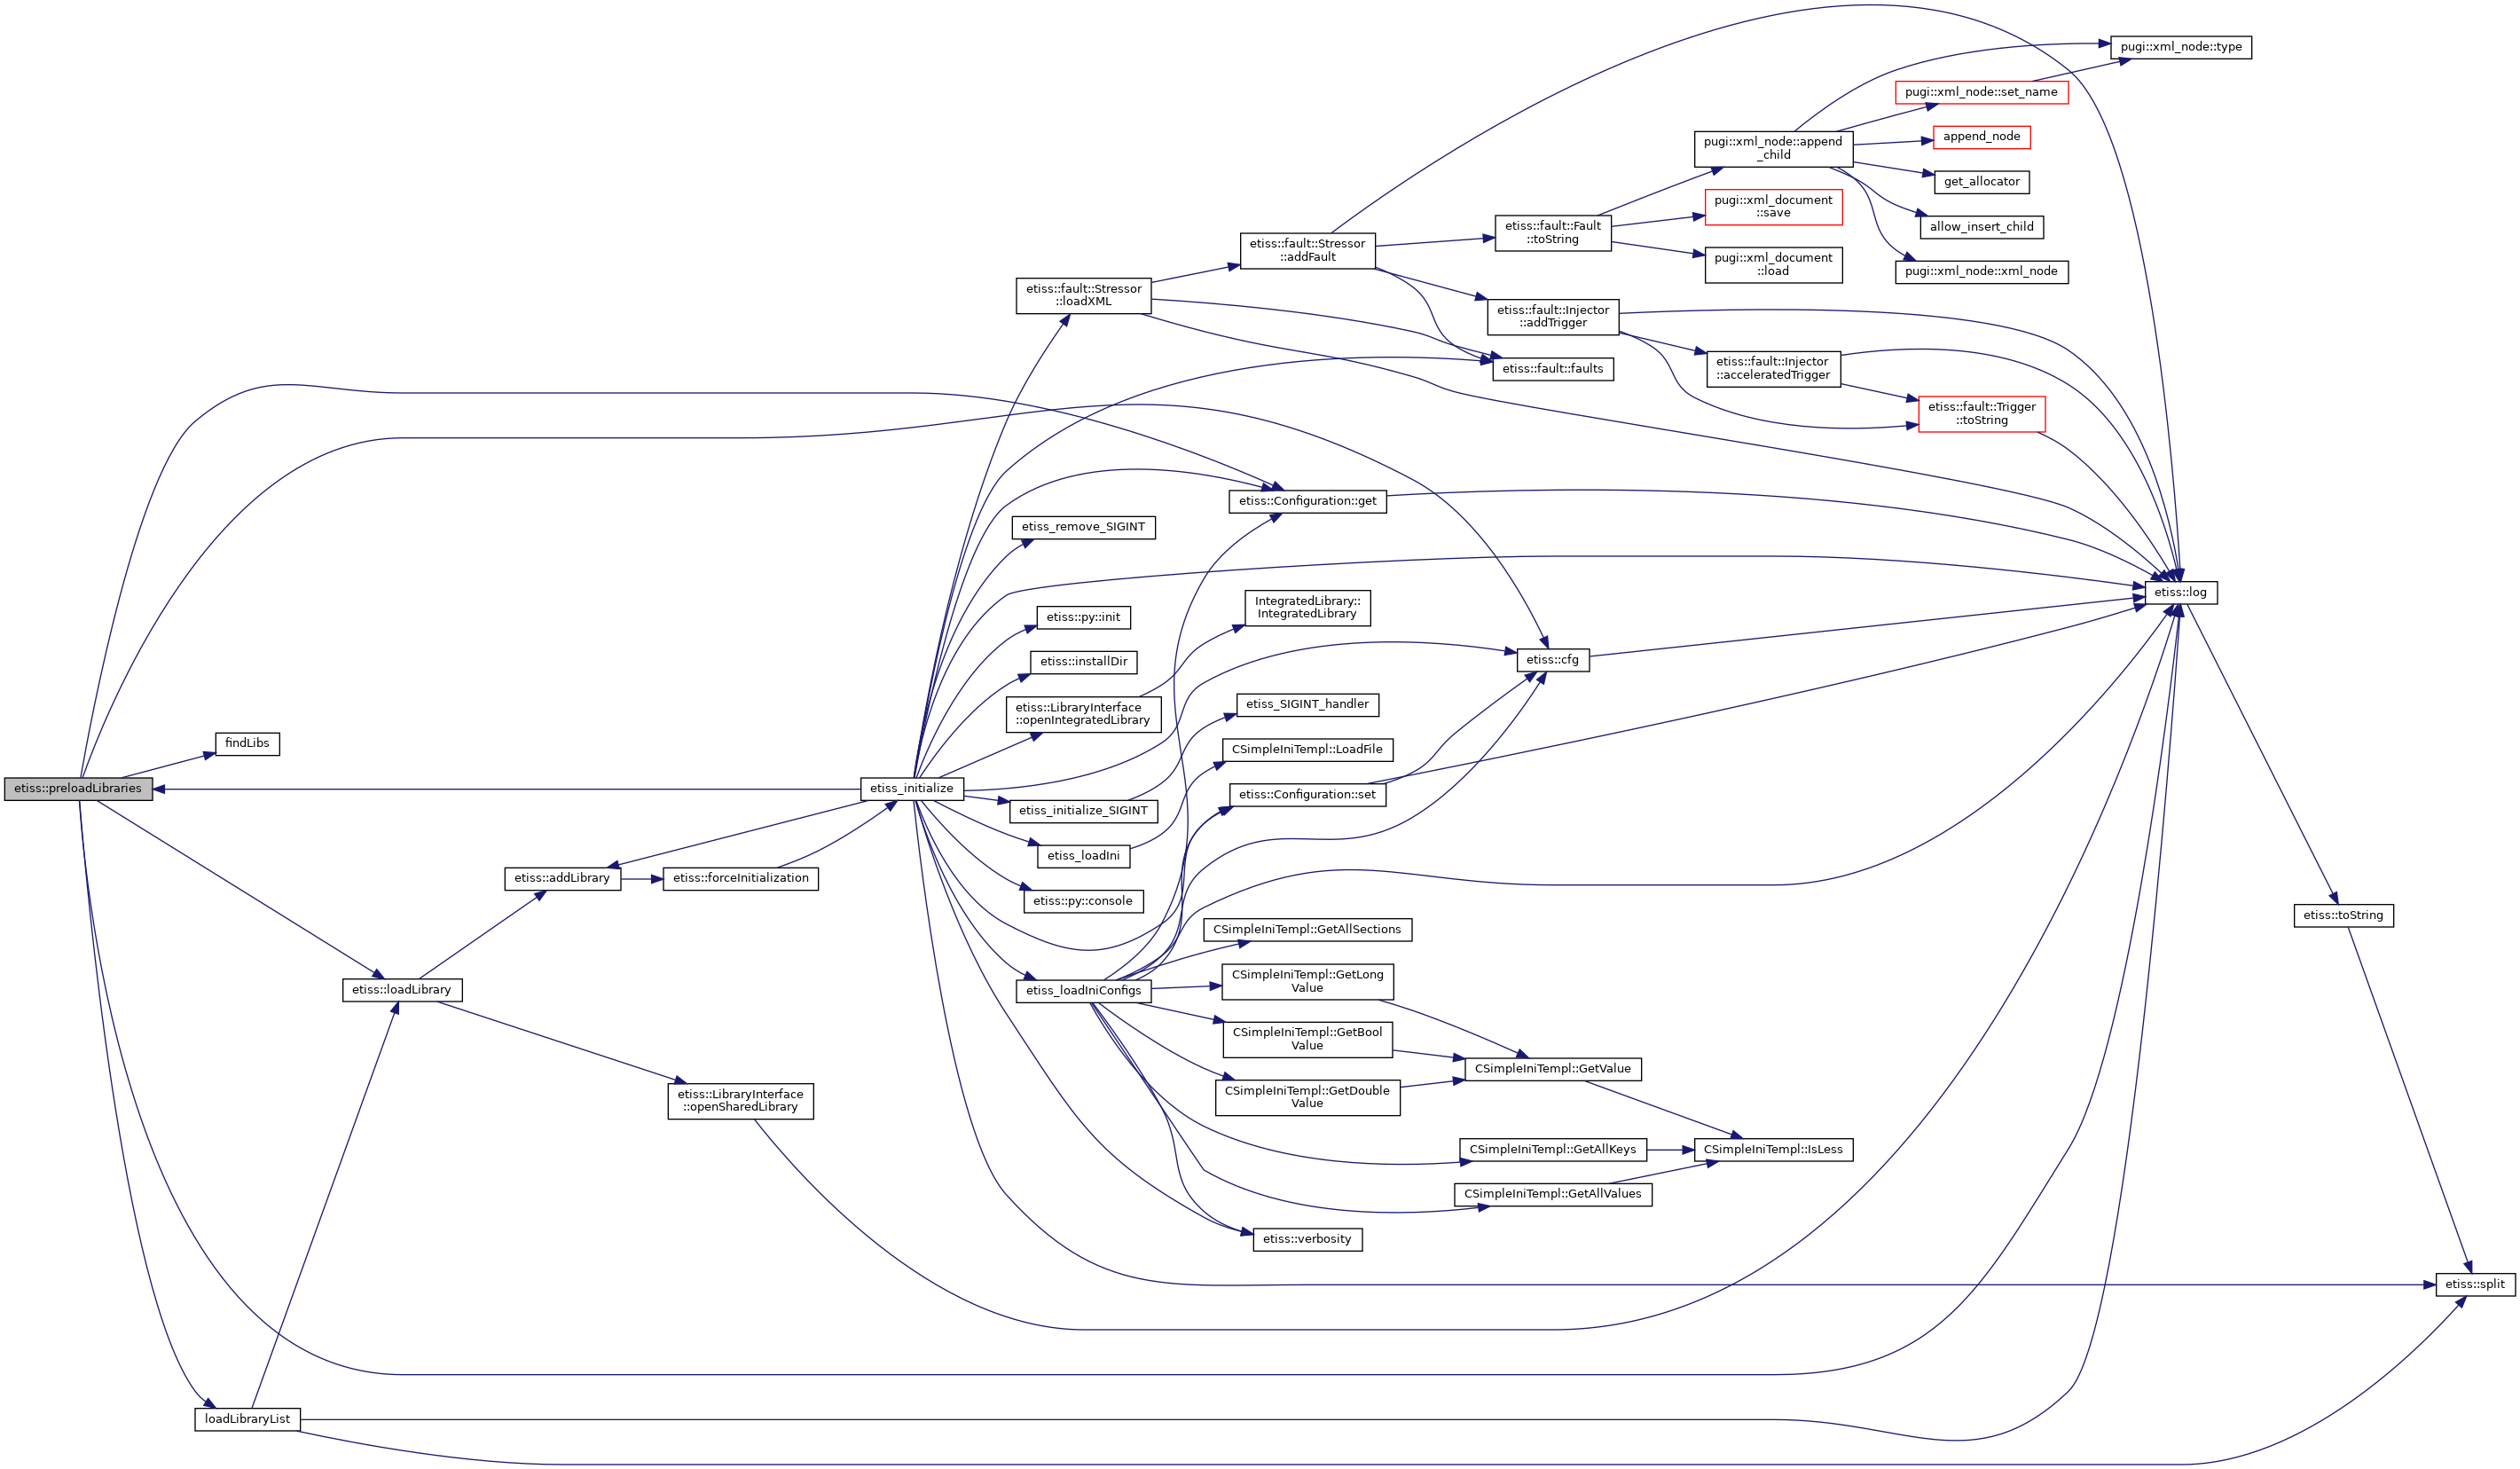 etiss::preloadLibraries
findLibs
etiss::loadLibrary
loadLibraryList
etiss::addLibrary
etiss::forceInitialization
etiss::LibraryInterface
::openSharedLibrary
etiss_initialize
etiss::fault::Stressor
::loadXML
etiss_remove_SIGINT
etiss::py::init
etiss::installDir
etiss::LibraryInterface
::openIntegratedLibrary
etiss_initialize_SIGINT
etiss_loadIni
etiss::py::console
etiss_loadIniConfigs
etiss::fault::Stressor
::addFault
etiss::Configuration::get
IntegratedLibrary::
IntegratedLibrary
etiss_SIGINT_handler
CSimpleIniTempl::LoadFile
etiss::Configuration::set
CSimpleIniTempl::GetAllSections
CSimpleIniTempl::GetLong
Value
CSimpleIniTempl::GetBool
Value
CSimpleIniTempl::GetDouble
Value
etiss::verbosity
etiss::fault::Fault
::toString
etiss::fault::Injector
::addTrigger
etiss::fault::faults
etiss::cfg
CSimpleIniTempl::GetValue
CSimpleIniTempl::GetAllKeys
CSimpleIniTempl::GetAllValues
pugi::xml_node::append
_child
pugi::xml_document
::save
pugi::xml_document
::load
etiss::fault::Injector
::acceleratedTrigger
CSimpleIniTempl::IsLess
pugi::xml_node::set_name
append_node
get_allocator
allow_insert_child
pugi::xml_node::xml_node
etiss::fault::Trigger
::toString
pugi::xml_node::type
etiss::log
etiss::toString
etiss::split